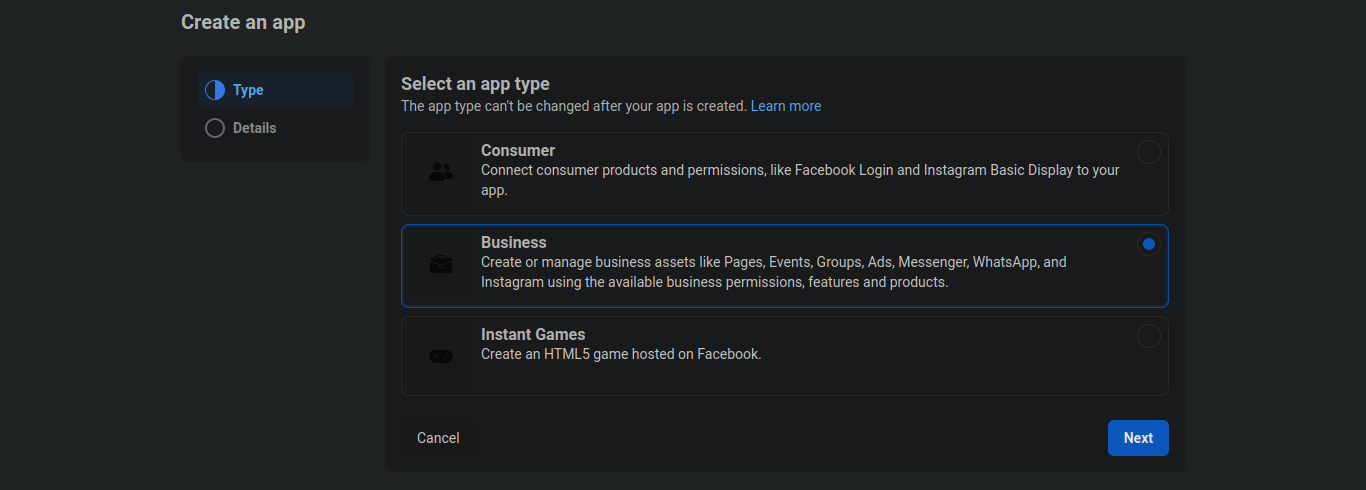 Create an app
Type
Details
Select an app type
The app type can't be changed after your app is created. Learn more
Consumer
Connect consumer products and permissions, like Facebook Login and Instagram Basic Display to your
app.
Business
Create or manage business assets like Pages, Events, Groups, Ads, Messenger, WhatsApp, and
Instagram using the available business permissions, features and products.
Instant Games
Create an HTML5 game hosted on Facebook.
Cancel
Next